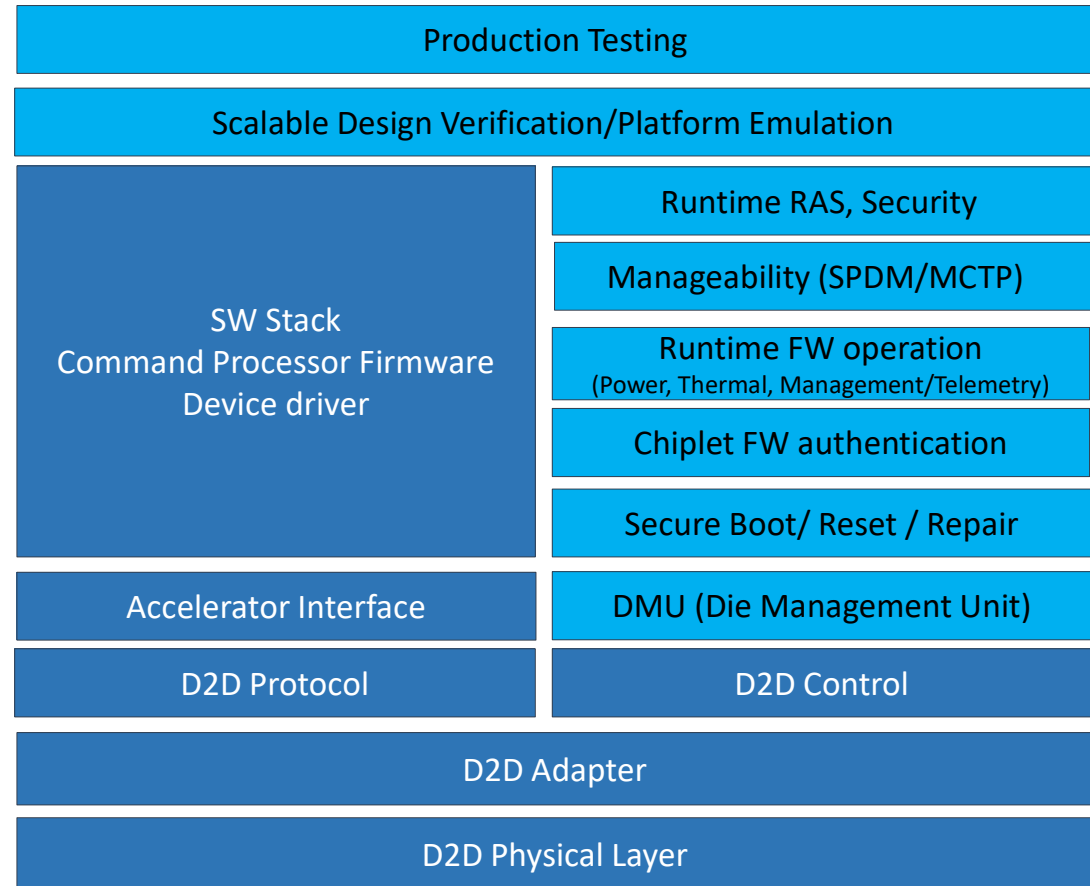 Production Testing
Scalable Design Verification/Platform Emulation
SW Stack
Command Processor Firmware
Device driver
Runtime RAS, Security
Manageability (SPDM/MCTP)
Runtime FW operation
(Power, Thermal, Management/Telemetry)
Chiplet FW authentication
Secure Boot/ Reset / Repair
Accelerator Interface
DMU (Die Management Unit)
D2D Protocol
D2D Control
D2D Adapter
D2D Physical Layer